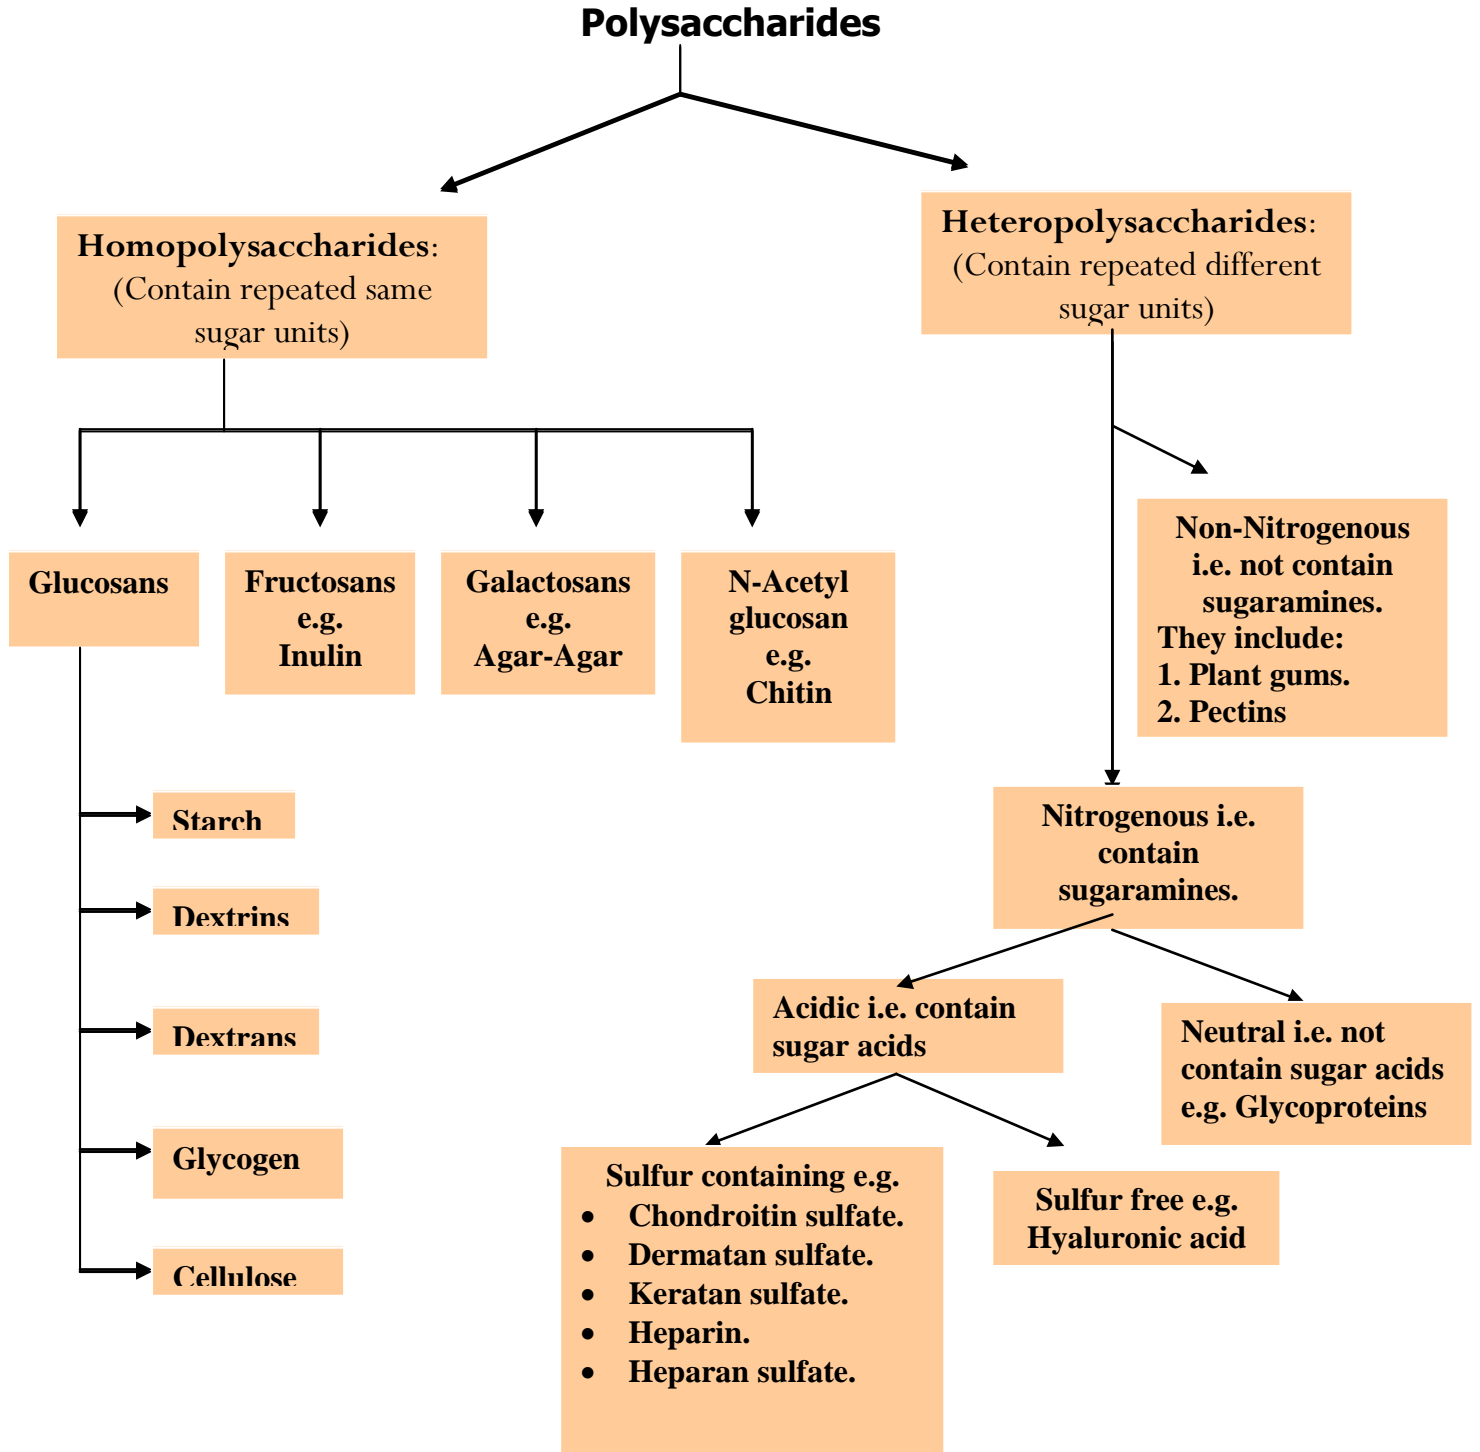 Polysaccharides
Homopolysaccharides:
(Contain repeated same
sugar units)
Heteropolysaccharides:
(Contain repeated different
sugar units)
Glucosans
Fructosans
e.g.
Inulin
Galactosans
e.g.
Agar-Agar
N-Acetyl
glucosan
e.g.
Chitin
Non-Nitrogenous
i.e. not contain
sugaramines.
They include:
1. Plant gums.
2. Pectins
Starch
Dextrins
Dextrans
Glycogen
Cellulose
Nitrogenous i.e.
contain
sugaramines.
Acidic i.e. contain
sugar acids
Neutral i.e. not
contain sugar acids
e.g. Glycoproteins
Sulfur containing e.g.
• Chondroitin sulfate.
• Dermatan sulfate.
• Keratan sulfate.
• Heparin.
• Heparan sulfate.
Sulfur free e.g.
Hyaluronic acid